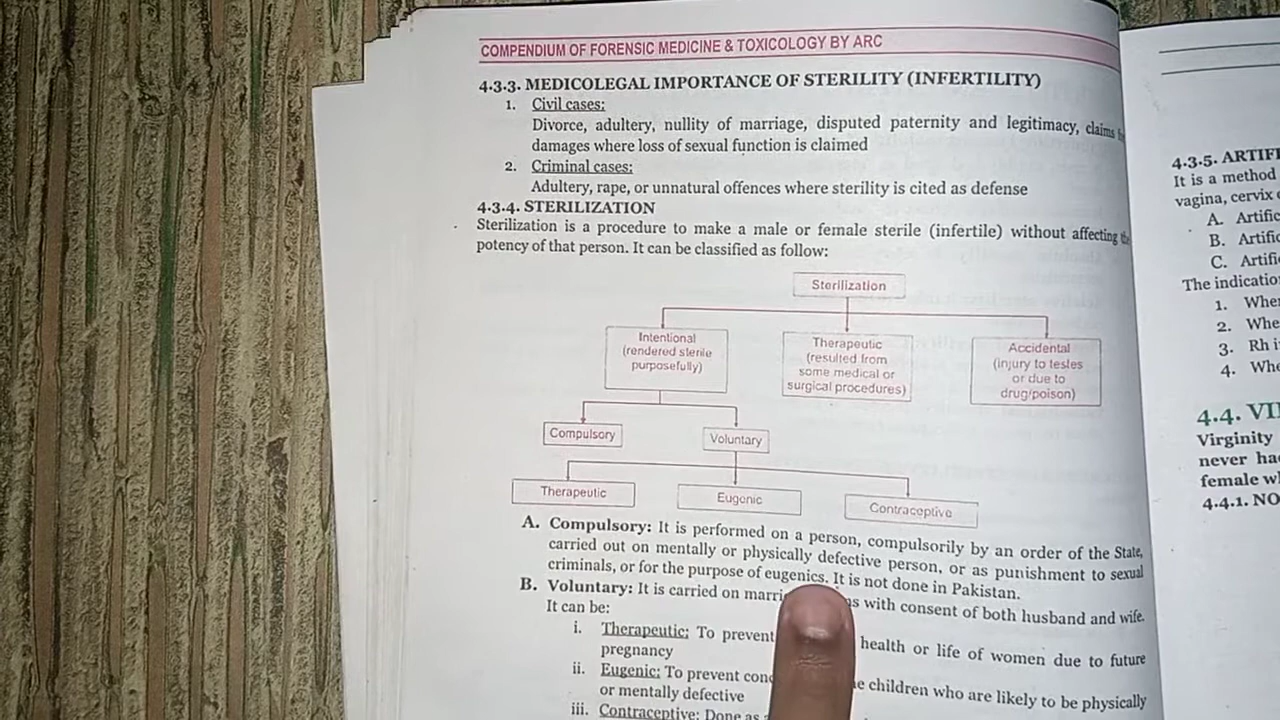 COMPENDIUM OF FORENSIC MEDICINE & TOXICOLOGY BY ARC
4.3.3. MEDICOLEGAL IMPORTANCE OF STERILITY (INFERTILITY)
1. Civil cases:
Divorce, adultery, nullity of marriage, disputed paternity and legitimacy, claims
damages where loss of sexual function is claimed
2. Criminal cases:
Adultery, rape, or unnatural offences where sterility is cited as defense
4.3.4. STERILIZATION
Sterilization is a procedure to make a male or female sterile (infertile) without affecting
potency of that person. It can be classified as follow:
Sterilization
Intentional
(rendered sterile
purposefully)
Therapeutic
(resulted from
some medical or
surgical procedures)
Accidental
(injury to testes
or due to
drug/poison)
Compulsory
Voluntary
Therapeutic
Eugenic
Contraceptive
A. Compulsory: It is performed on a person, compulsorily by an order of the State,
carried out on mentally or physically defective person, or as punishment to sexual
criminals, or for the purpose of eugenics. It is not done in Pakistan.
B. Voluntary: It is carried on with consent of both husband and wife.
It can be:
i. Therapeutic: To prevent health or life of women due to future
pregnancy
ii. Eugenic: To prevent children who are likely to be physically
or mentally defective
iii. Contraceptive: Done as
4.3.5.
It is a method
vagina, cervix
A.
B.
C.
The
1.
2.
3. Rh
4.
4.4.
Virginity
never
female
4.4.1.